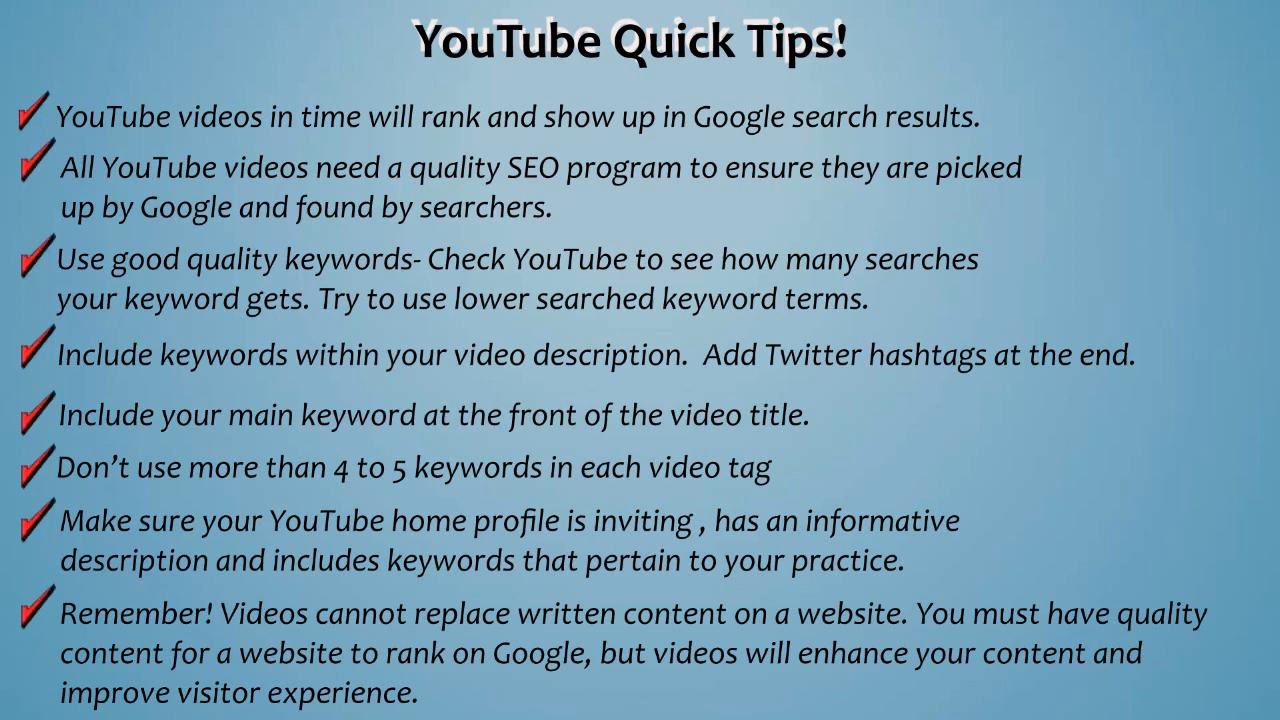 YouTube Quick Tips!
YouTube videos in time will rank and show up in Google search results.
All YouTube videos need a quality SEO program to ensure they are picked
up by Google and found by searchers.
Use good quality keywords- Check YouTube to see how many searches
your keyword gets. Try to use lower searched keyword terms.
Include keywords within your video description. Add Twitter hashtags at the end.
Include your main keyword at the front of the video title.
Don’t use more than 4 to 5 keywords in each video tag
Make sure your YouTube home profile is inviting , has an informative
description and includes keywords that pertain to your practice.
Remember! Videos cannot replace written content on a website. You must have quality
content for a website to rank on Google, but videos will enhance your content and
improve visitor experience.